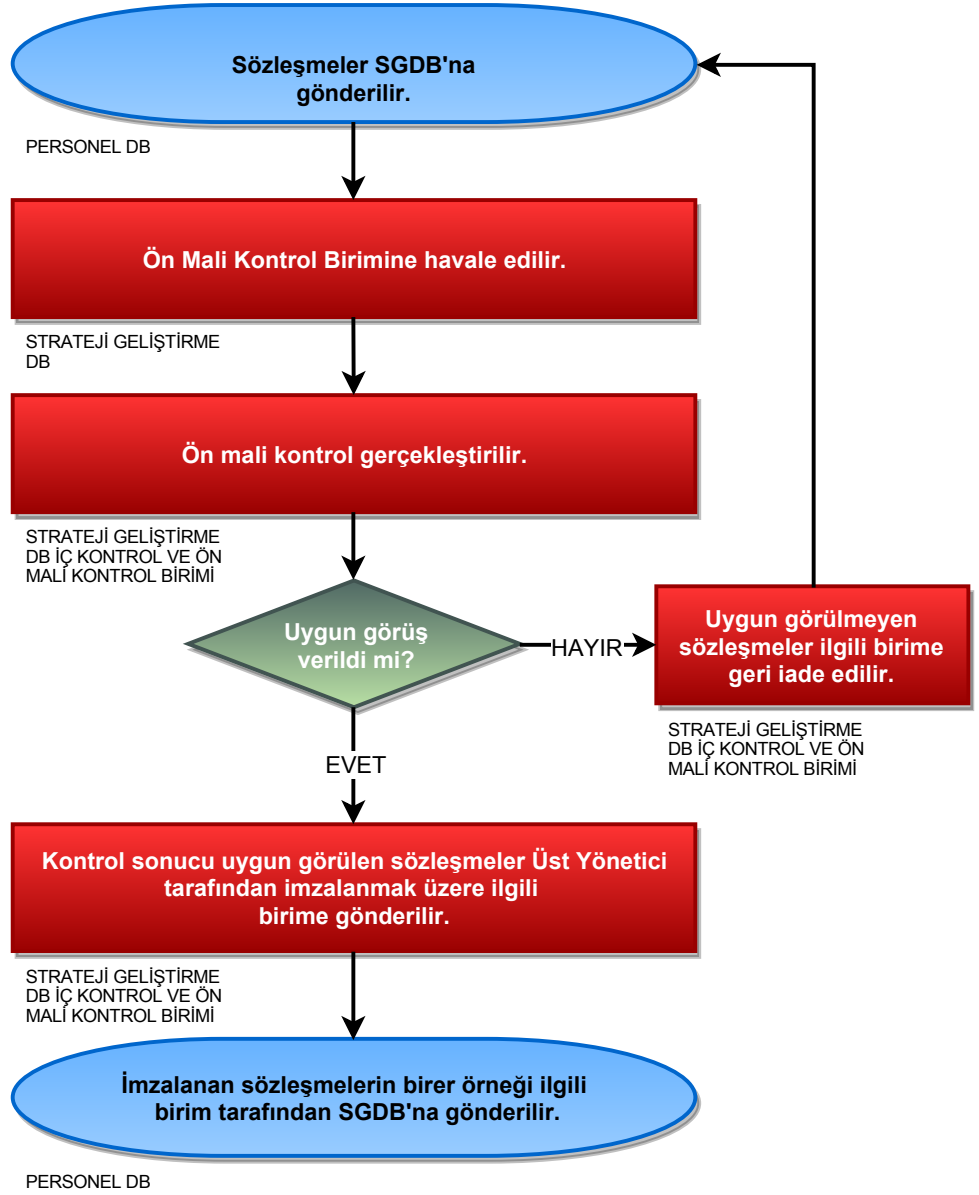 Sözleşmeler SGDB'na
gönderilir.
PERSONEL DB
Ön Mali Kontrol Birimine havale edilir.
STRATEJİ GELİŞTİRME
DB
Ön mali kontrol gerçekleştirilir.
STRATEJİ GELİŞTİRME
DB İÇ KONTROL VE ÖN
MALİ KONTROL BİRİMİ
Uygun görüş
verildi mi?
HAYIR
Uygun görülmeyen
sözleşmeler ilgili birime
geri iade edilir.
STRATEJİ GELİŞTİRME
DB İÇ KONTROL VE ÖN
MALİ KONTROL BİRİMİ
EVET
Kontrol sonucu uygun görülen sözleşmeler Üst Yönetici
tarafından imzalanmak üzere ilgili
birime gönderilir.
STRATEJİ GELİŞTİRME
DB İÇ KONTROL VE ÖN
MALİ KONTROL BİRİMİ
İmzalanan sözleşmelerin birer örneği ilgili
birim tarafından SGDB'na gönderilir.
PERSONEL DB